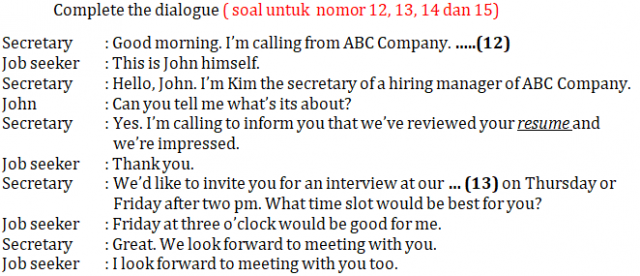 Complete the dialogue ( soal untuk nomor 12, 13, 14 dan 15)
Secretary : Good morning. I'm calling from ABC Company. .....(12)
Job seeker : This is John himself.
Secretary : Hello, John. I'm Kim the secretary of a hiring manager of ABC Company.
John : Can you tell me what's its about?
Secretary : Yes. I'm calling to inform you that we've reviewed your resume and
we're impressed.
Job seeker : Thank you.
Secretary : We'd like to invite you for an interview at our ... (13) on Thursday or
Friday after two pm. What time slot would be best for you?
Job seeker : Friday at three o'clock would be good for me.
Secretary : Great. We look forward to meeting with you.
Job seeker : I look forward to meeting with you too.